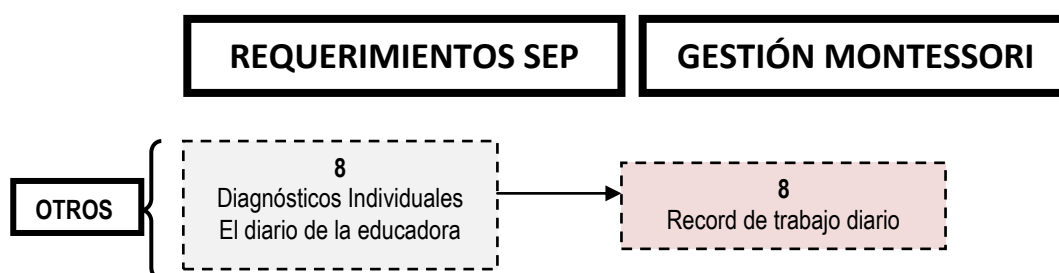 REQUERIMIENTOS SEP
GESTIÓN MONTESSORI
OTROS
8
Diagnósticos Individuales
El diario de la educadora
8
Record de trabajo diario